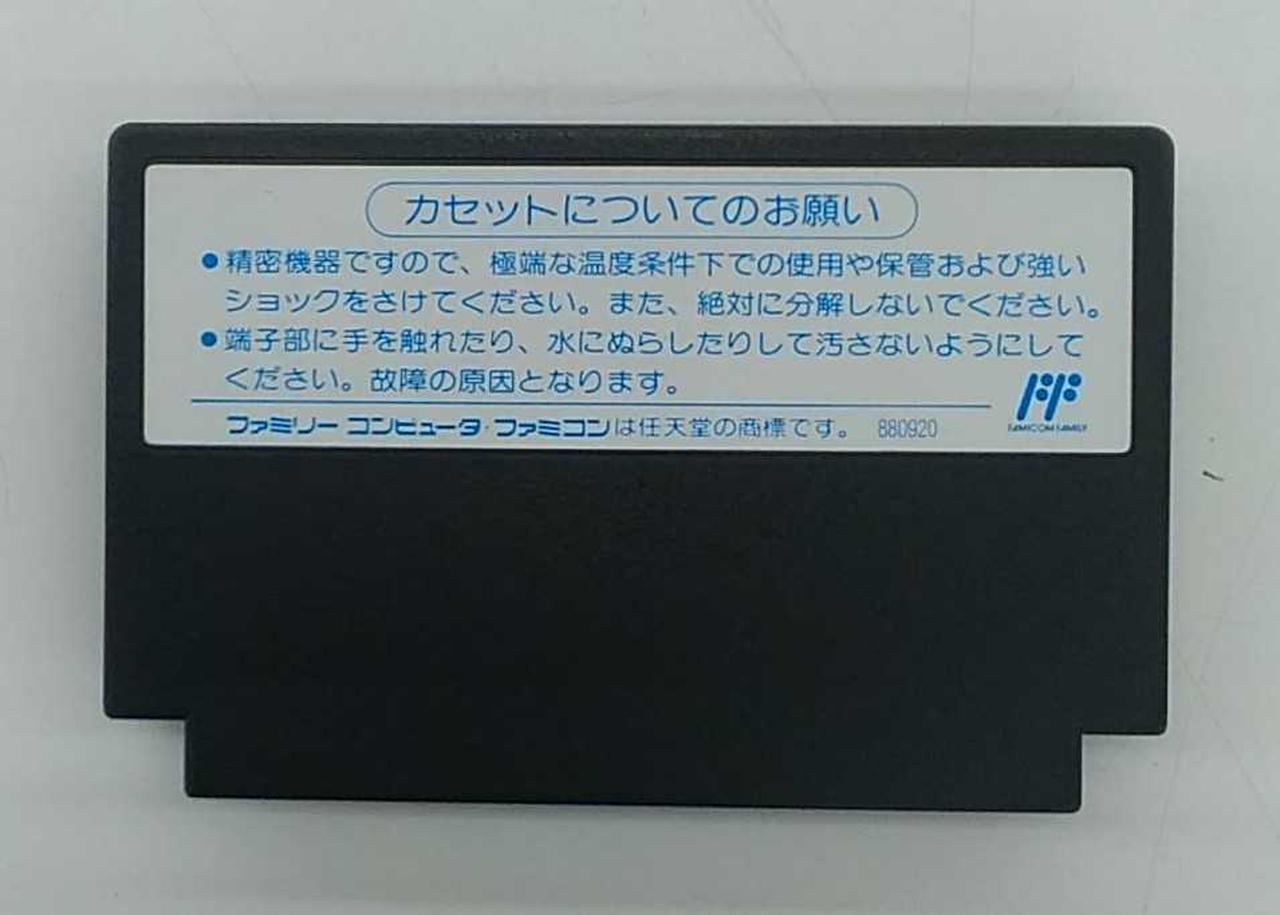 カセットについてのお願い
●精密機器ですので、極端な温度条件下での使用や保管および強い
ショックをさけてください。また、絶対に分解しないでください。
●端子部に手を触れたり、水にぬらしたりして汚さないようにして
ください。故障の原因となります。
ファミリー コンピュータ・ファミコンは任天堂の商標です。 880920
FAMICOM FAMILY